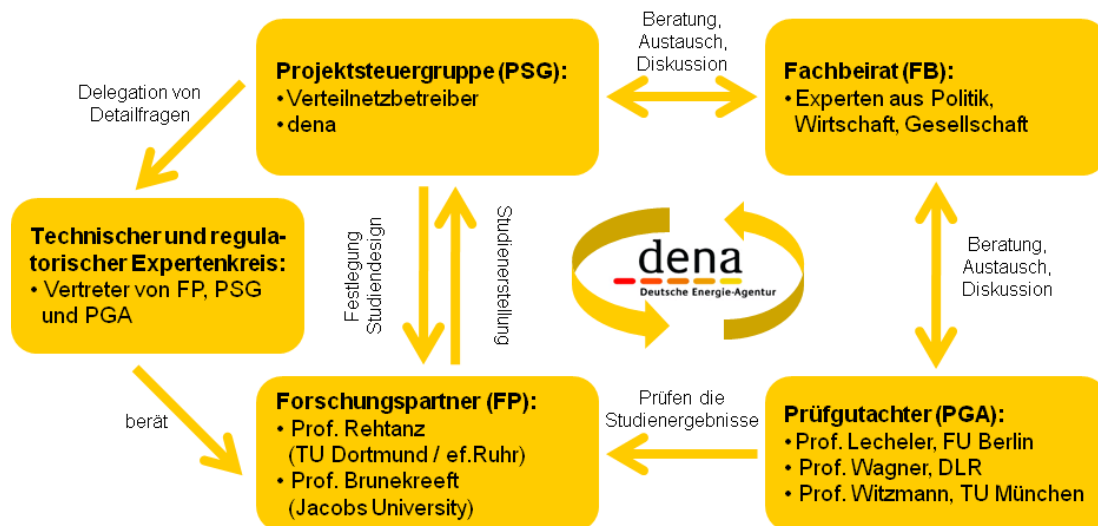 Projektsteuergruppe (PSG):
• Verteilnetzbetreiber
• dena
Beratung,
Austausch,
Diskussion
Fachbeirat (FB):
• Experten aus Politik,
Wirtschaft, Gesellschaft
Delegation von
Detailfragen
Technischer und regula-
torischer Expertenkreis:
• Vertreter von FP, PSG
und PGA
Festlegung
Studiendesign
Studienerstellung
dena
Deutsche Energie-Agentur
Beratung,
Austausch,
Diskussion
berät
Forschungspartner (FP):
• Prof. Rehtanz
(TU Dortmund / ef.Ruhr)
• Prof. Brunekreeft
(Jacobs University)
Prüfen die
Studienergebnisse
Prüfgutachter (PGA):
• Prof. Lecheler, FU Berlin
• Prof. Wagner, DLR
• Prof. Witzmann, TU München